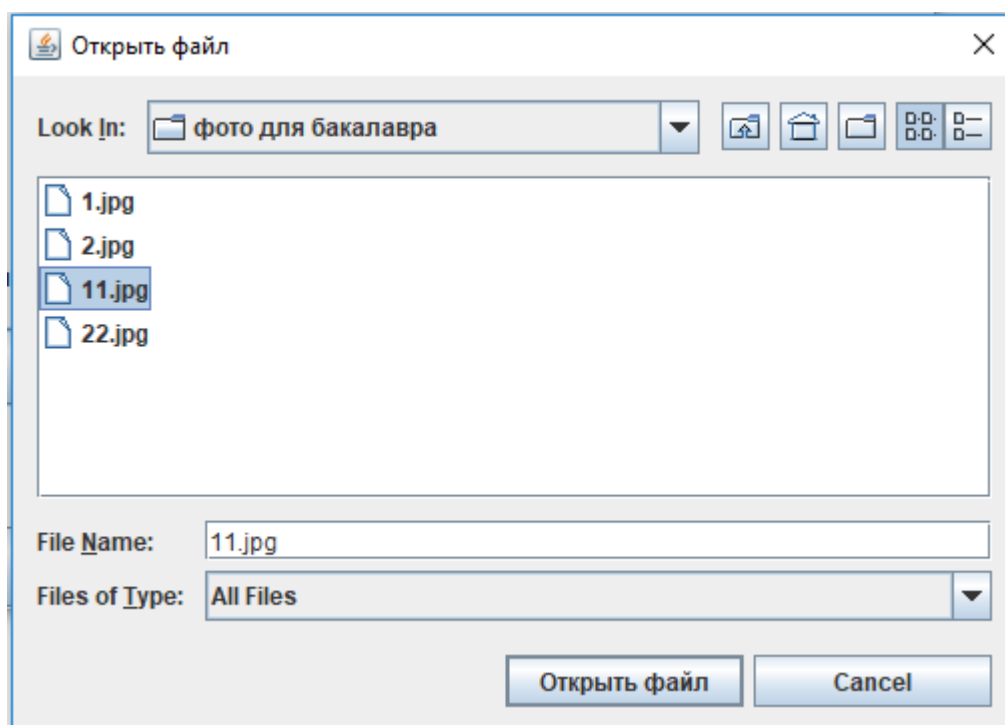 Открыть файл
Look In: фото для бакалавра
1.jpg
2.jpg
11.jpg
22.jpg
File Name: 11.jpg
Files of Type: All Files
Открыть файл Cancel